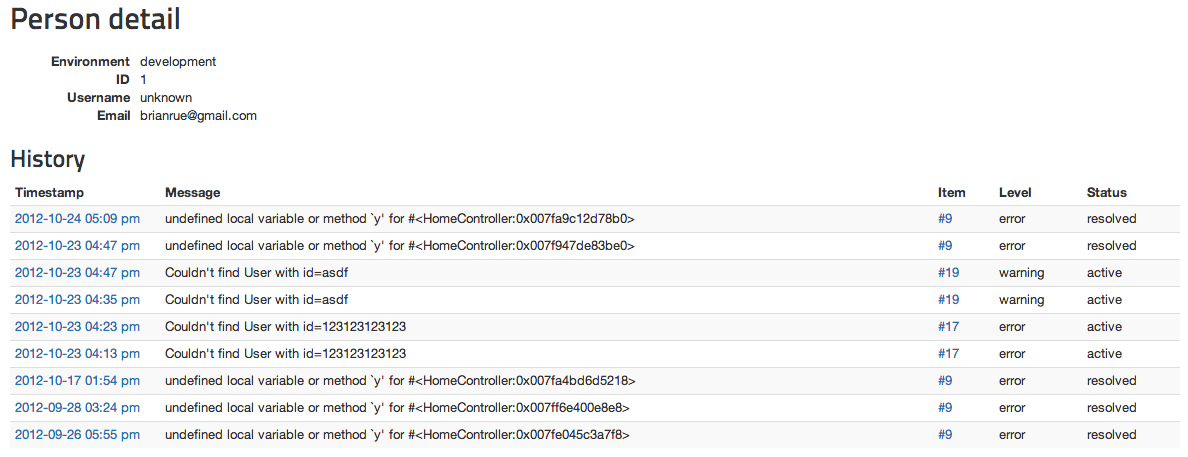 Person detail
Environment development
ID 1
Username unknown
Email brianrue@gmail.com
History
Timestamp Message Item Level Status
2012-10-24 05:09 pm undefined local variable or method `y' for #<HomeController:0x007fa9c12d78b0> #9 error resolved
2012-10-23 04:47 pm undefined local variable or method `y' for #<HomeController:0x007f947de83be0> #9 error resolved
2012-10-23 04:47 pm Couldn't find User with id=asdf #19 warning active
2012-10-23 04:35 pm Couldn't find User with id=asdf #19 warning active
2012-10-23 04:23 pm Couldn't find User with id=123123123123 #17 error active
2012-10-23 04:13 pm Couldn't find User with id=123123123123 #17 error active
2012-10-17 01:54 pm undefined local variable or method `y' for #<HomeController:0x007fa4bd6d5218> #9 error resolved
2012-09-28 03:24 pm undefined local variable or method `y' for #<HomeController:0x007ff6e400e8e8> #9 error resolved
2012-09-26 05:55 pm undefined local variable or method `y' for #<HomeController:0x007fe045c3a7f8> #9 error resolved